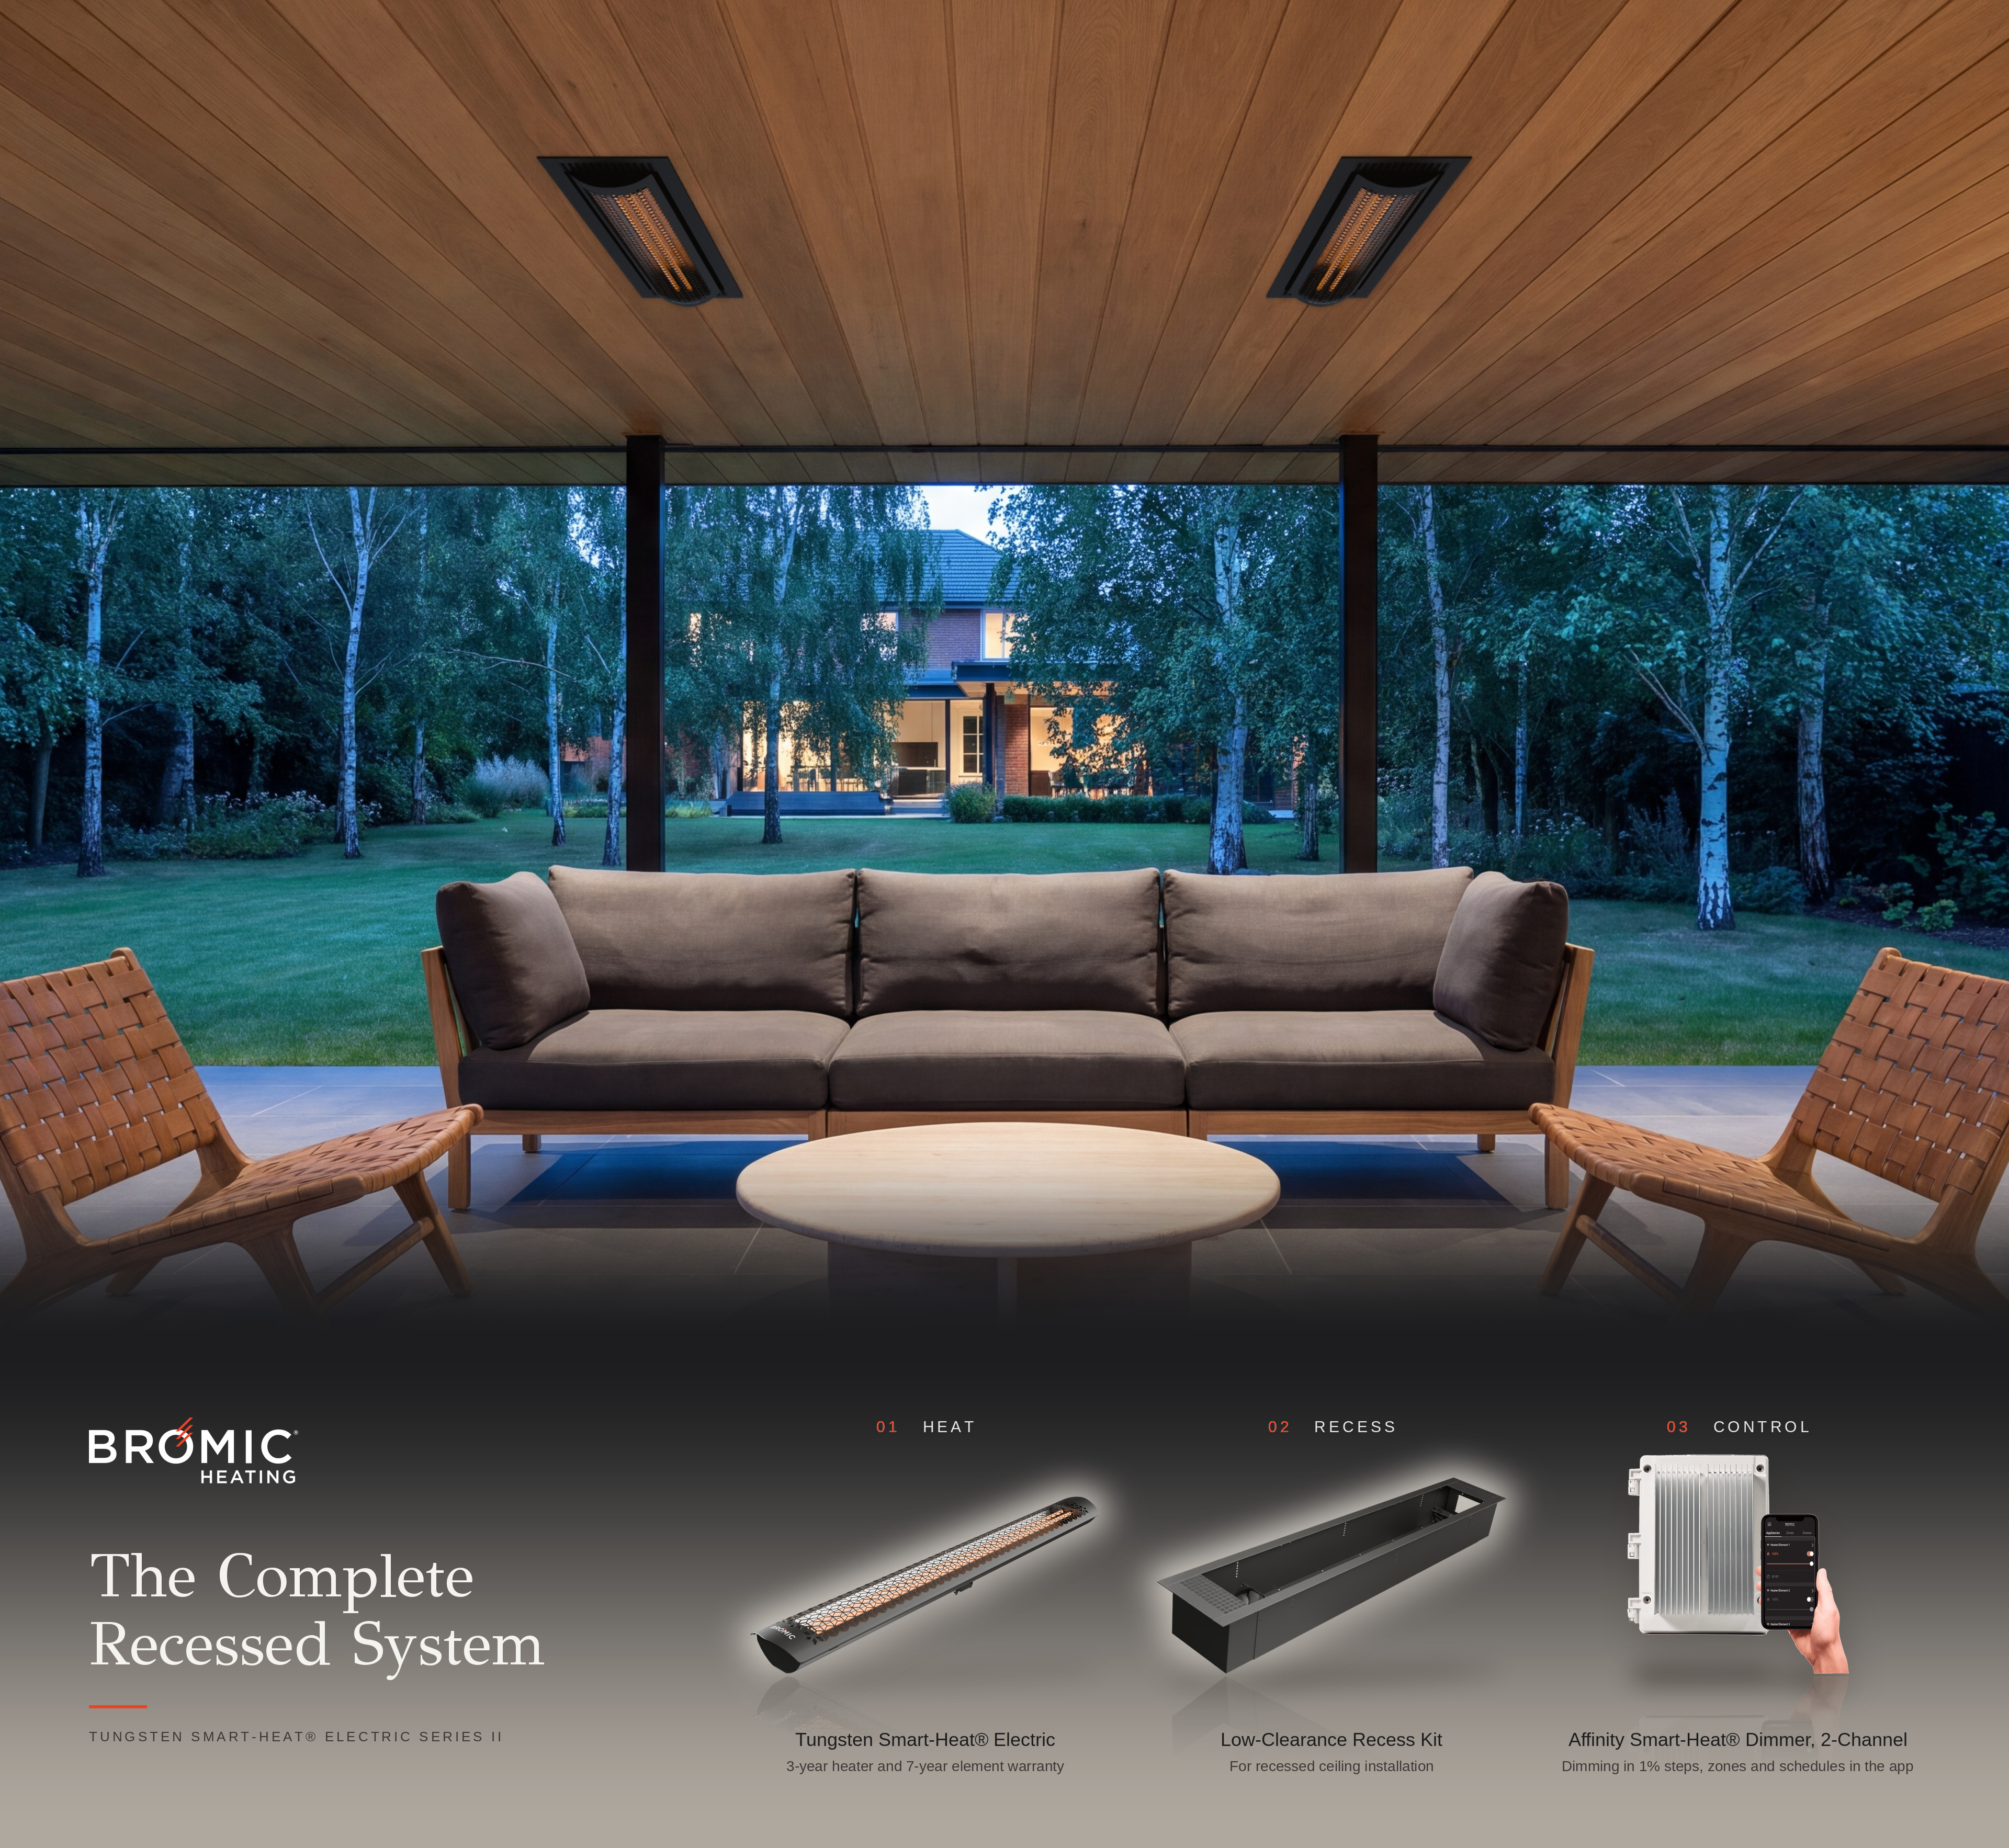 BROMIC®
HEATING
The Complete
Recessed System
TUNGSTEN SMART-HEAT® ELECTRIC SERIES II
01 HEAT
BROMIC
Tungsten Smart-Heat® Electric
3-year heater and 7-year element warranty
02 RECESS
Low-Clearance Recess Kit
For recessed ceiling installation
03 CONTROL
Affinity Smart-Heat® Dimmer, 2-Channel
Dimming in 1% steps, zones and schedules in the app